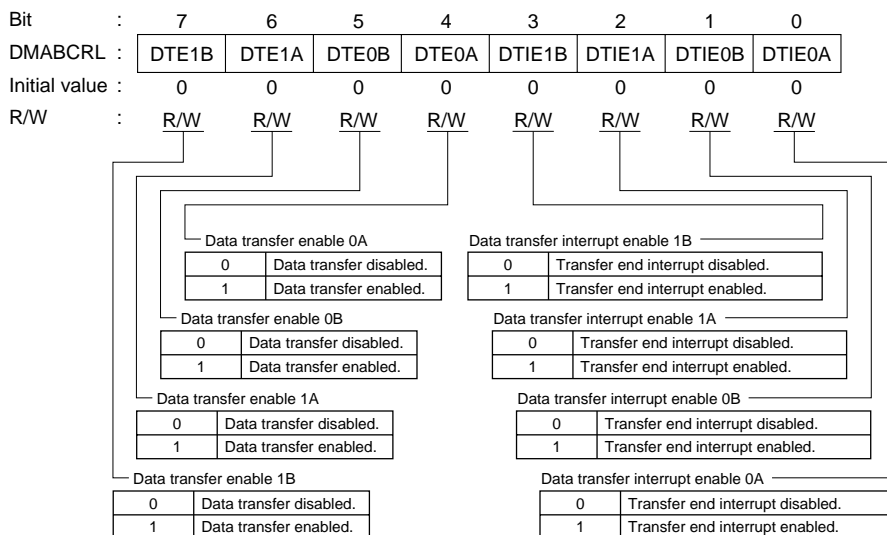 Bit : 7 6 5 4 3 2 1 0
DMABCRL : DTE1B DTE1A DTE0B DTE0A DTIE1B DTIE1A DTIE0B DTIE0A
Initial value : 0 0 0 0 0 0 0 0
R/W : R/W R/W R/W R/W R/W R/W R/W R/W
Data transfer enable 0A Data transfer interrupt enable 1B
0 Data transfer disabled. 0 Transfer end interrupt disabled.
1 Data transfer enabled. 1 Transfer end interrupt enabled.
Data transfer enable 0B Data transfer interrupt enable 1A
0 Data transfer disabled. 0 Transfer end interrupt disabled.
1 Data transfer enabled. 1 Transfer end interrupt enabled.
Data transfer enable 1A Data transfer interrupt enable 0B
0 Data transfer disabled. 0 Transfer end interrupt disabled.
1 Data transfer enabled. 1 Transfer end interrupt enabled.
Data transfer enable 1B Data transfer interrupt enable 0A
0 Data transfer disabled. 0 Transfer end interrupt disabled.
1 Data transfer enabled. 1 Transfer end interrupt enabled.